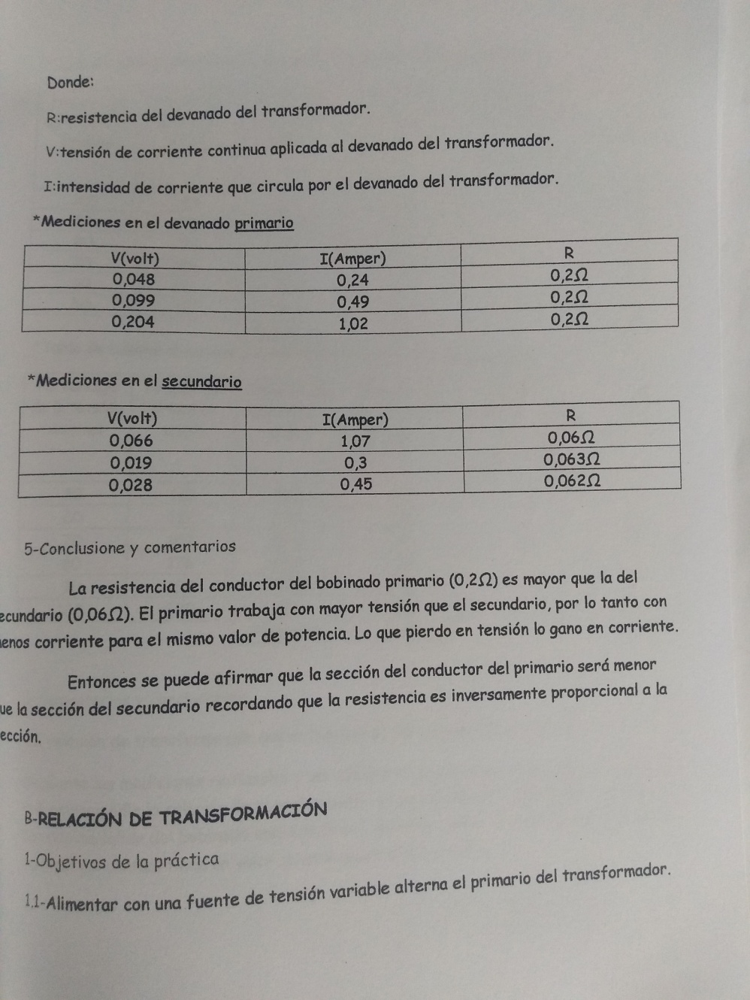 Donde:
R:resistencia del devanado del transformador.
V:tensión de corriente continua aplicada al devanado del transformador.
I:intensidad de corriente que circula por el devanado del transformador.
*Mediciones en el devanado primario
V(volt) I(Amper) R
0,048 0,24 0,2Ω
0,099 0,49 0,2Ω
0,204 1,02 0,2Ω
*Mediciones en el secundario
V(volt) I(Amper) R
0,066 1,07 0,06Ω
0,019 0,3 0,063Ω
0,028 0,45 0,062Ω
5-Conclusione y comentarios
La resistencia del conductor del bobinado primario (0,2Ω) es mayor que la del
ecundario (0,06Ω). El primario trabaja con mayor tensión que el secundario, por lo tanto con
enos corriente para el mismo valor de potencia. Lo que pierdo en tensión lo gano en corriente.
Entonces se puede afirmar que la sección del conductor del primario será menor
ue la sección del secundario recordando que la resistencia es inversamente proporcional a la
ección.
B-RELACIÓN DE TRANSFORMACIÓN
1-Objetivos de la práctica
1.1-Alimentar con una fuente de tensión variable alterna el primario del transformador.